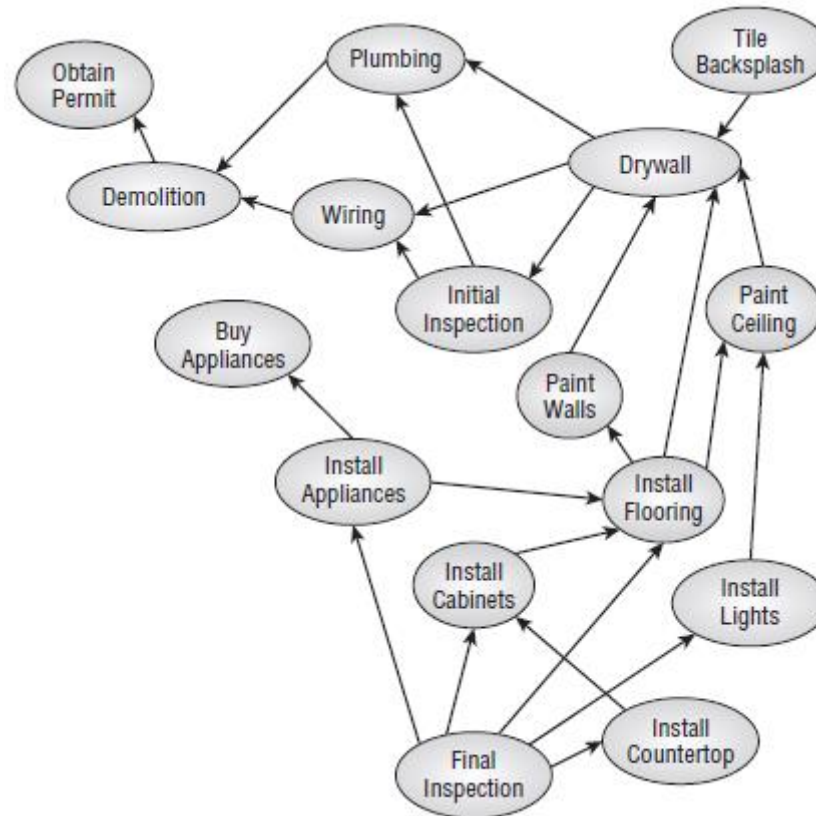 Obtain
Permit
Plumbing
Tile
Backsplash
Demolition
Wiring
Drywall
Initial
Inspection
Paint
Ceiling
Buy
Appliances
Paint
Walls
Install
Appliances
Install
Flooring
Install
Cabinets
Install
Lights
Final
Inspection
Install
Countertop